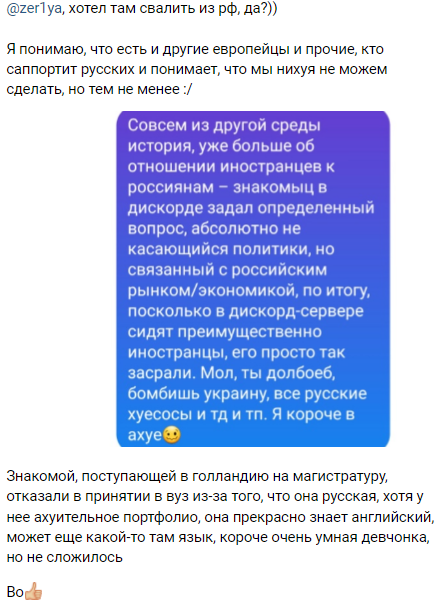 @zer1ya, хотел там свалить из рф, да?))
Я понимаю, что есть и другие европейцы и прочие, кто
саппортит русских и понимает, что мы нихуя не можем
сделать, но тем не менее :/
Совсем из другой среды
история, уже больше об
отношении иностранцев к
россиянам – знакомыц в
дискорде задал определенный
вопрос, абсолютно не
касающийся политики, но
связанный с российским
рынком/экономикой, по итогу,
поскольку в дискорд-сервере
сидят преимущественно
иностранцы, его просто так
засрали. Мол, ты долбоеб,
бомбишь украину, все русские
хуесосы и тд и тп. Я короче в
ахуе🥲
Знакомой, поступающей в голландию на магистратуру,
отказали в принятии в вуз из-за того, что она русская, хотя у
нее ахуительное портфолио, она прекрасно знает английский,
может еще какой-то там язык, короче очень умная девчонка,
но не сложилось
Во👍🏼